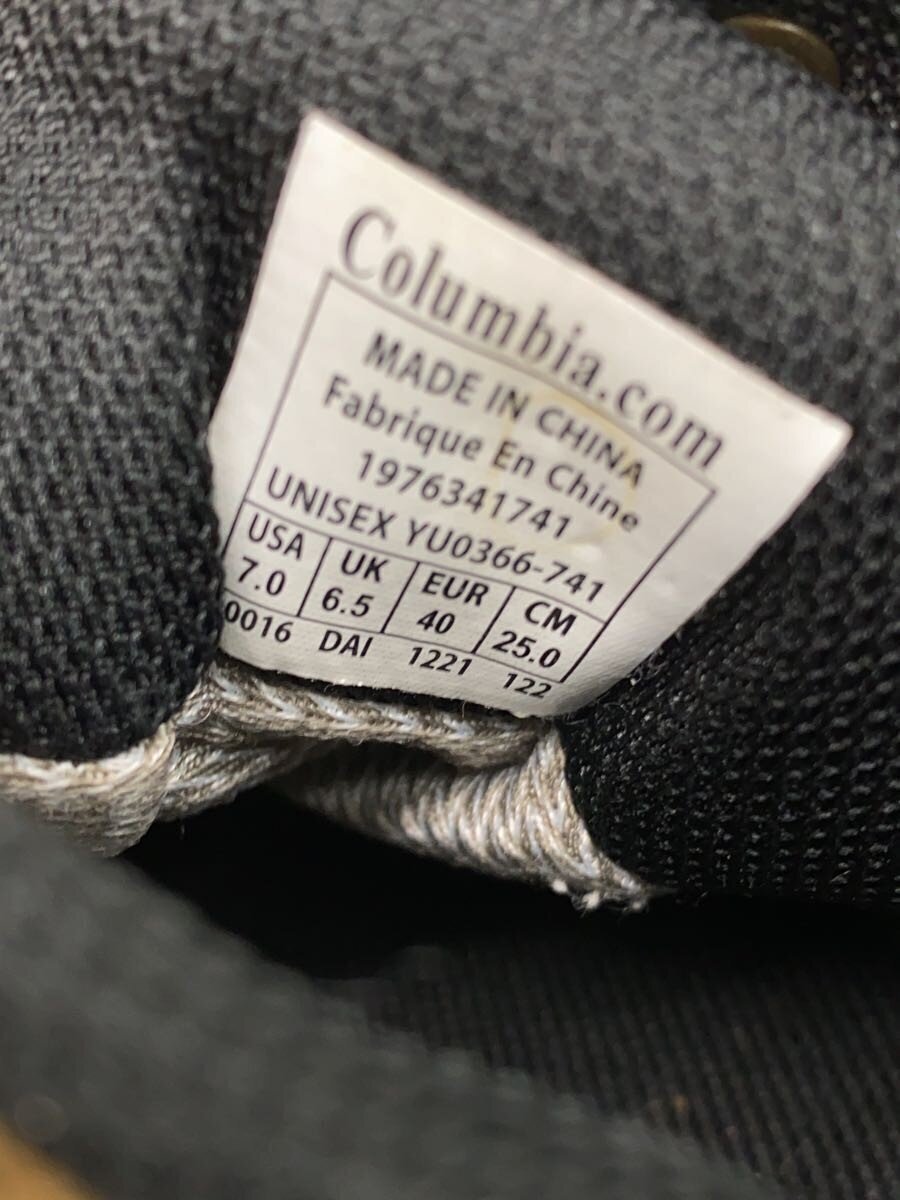 Columbia.com
MADE IN CHINA
Fabrique En Chine
1976341741
UNISEX YU0366-741
USA UK EUR CM
7.0 6.5 40 25.0
0016 DAI 1221 122